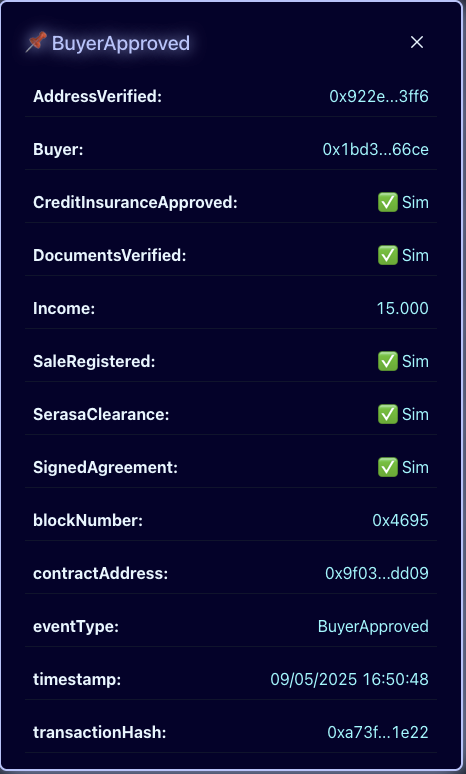 📌 BuyerApproved ×
AddressVerified: 0x922e...3ff6
Buyer: 0x1bd3...66ce
CreditInsuranceApproved: ✅ Sim
DocumentsVerified: ✅ Sim
Income: 15.000
SaleRegistered: ✅ Sim
SerasaClearance: ✅ Sim
SignedAgreement: ✅ Sim
blockNumber: 0x4695
contractAddress: 0x9f03...dd09
eventType: BuyerApproved
timestamp: 09/05/2025 16:50:48
transactionHash: 0xa73f...1e22